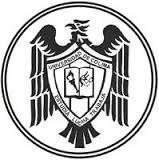 UNIVERSIDAD DE COLIMA
ESTUDIA LUCHA TRABAJA